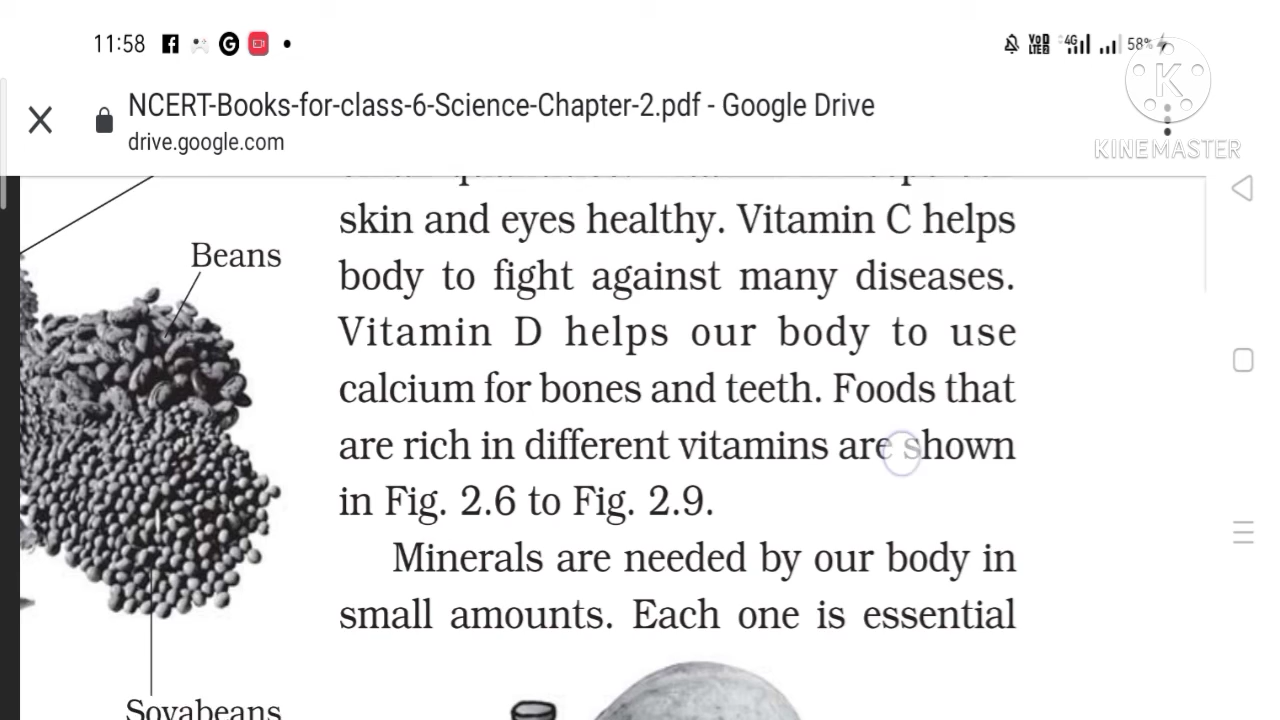 11:58
VoD LTE2 4G 58%
NCERT-Books-for-class-6-Science-Chapter-2.pdf - Google Drive
drive.google.com
K
KINEMASTER
Beans
skin and eyes healthy. Vitamin C helps
body to fight against many diseases.
Vitamin D helps our body to use
calcium for bones and teeth. Foods that
are rich in different vitamins are shown
in Fig. 2.6 to Fig. 2.9.
Minerals are needed by our body in
small amounts. Each one is essential
Soyabeans